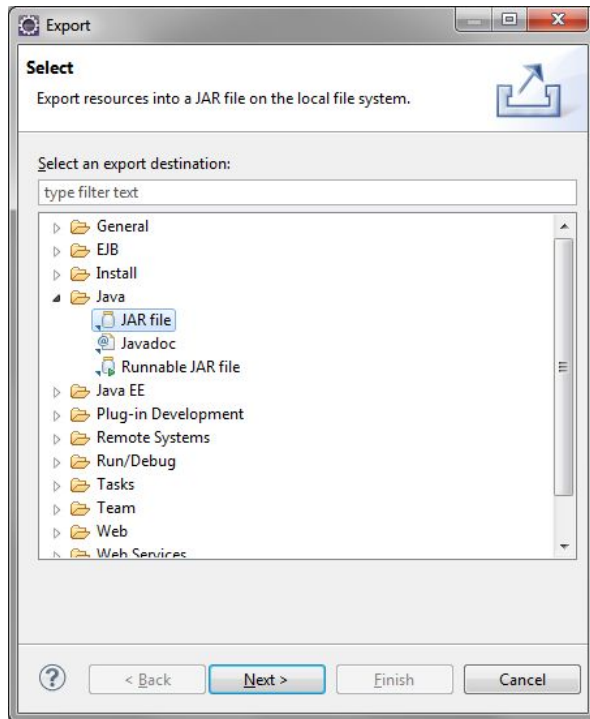 Export
Select
Export resources into a JAR file on the local file system.
Select an export destination:
type filter text
General
EJB
Install
Java
JAR file
Javadoc
Runnable JAR file
Java EE
Plug-in Development
Remote Systems
Run/Debug
Tasks
Team
Web
Web Services
< Back Next > Finish Cancel